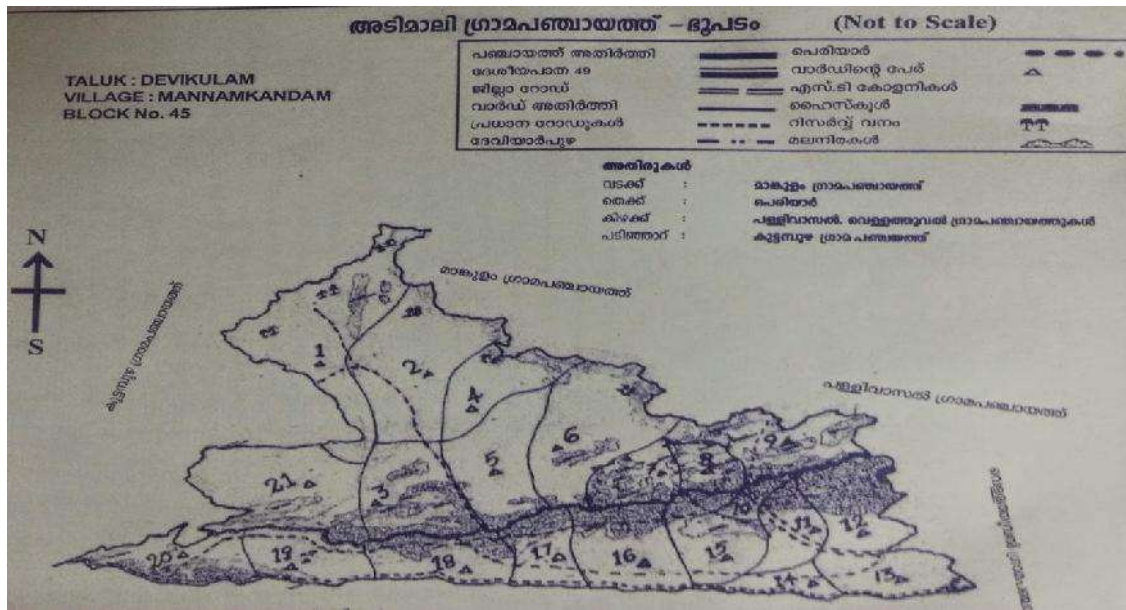 അടിമാലി ഗ്രാമപഞ്ചായത്ത് – ഭൂപടം (Not to Scale)
TALUK : DEVIKULAM
VILLAGE : MANNAMKANDAM
BLOCK No. 45
പഞ്ചായത്ത് അതിർത്തി പെരിയാർ
ദേശീയപാത 49 വാർഡിന്റെ പേര്
ജില്ലാ റോഡ് എസ്.ടി കോളനികൾ
വാർഡ് അതിർത്തി ഹൈസ്കൂൾ
പ്രധാന റോഡുകൾ റിസർവ്വ് വനം
ദേവിയാർപുഴ മലനിരകൾ
അതിരുകൾ
വടക്ക് : മാങ്കുളം ഗ്രാമപഞ്ചായത്ത്
തെക്ക് : പെരിയാർ
കിഴക്ക് : പള്ളിവാസൽ, വെള്ളത്തൂവൽ ഗ്രാമപഞ്ചായത്തുകൾ
പടിഞ്ഞാറ് : കുട്ടമ്പുഴ ഗ്രാമപഞ്ചായത്ത്
N
S
മാങ്കുളം ഗ്രാമപഞ്ചായത്ത്
പള്ളിവാസൽ ഗ്രാമപഞ്ചായത്ത്
1
2
4
6
5
9
8
21
3
10
11
12
20
19
18
17
16
15
14
13